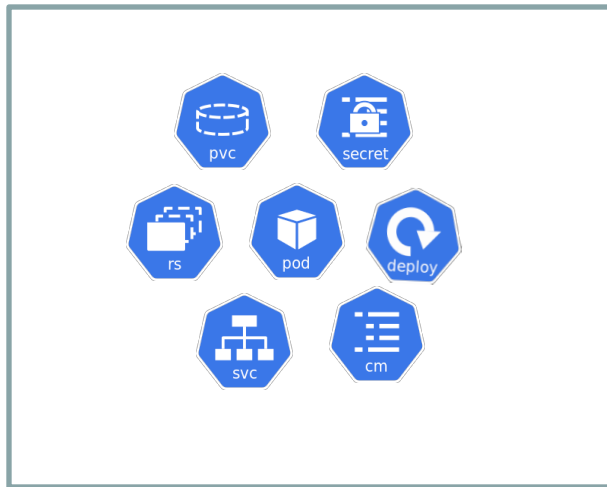 pvc
secret
rs
pod
deploy
svc
cm